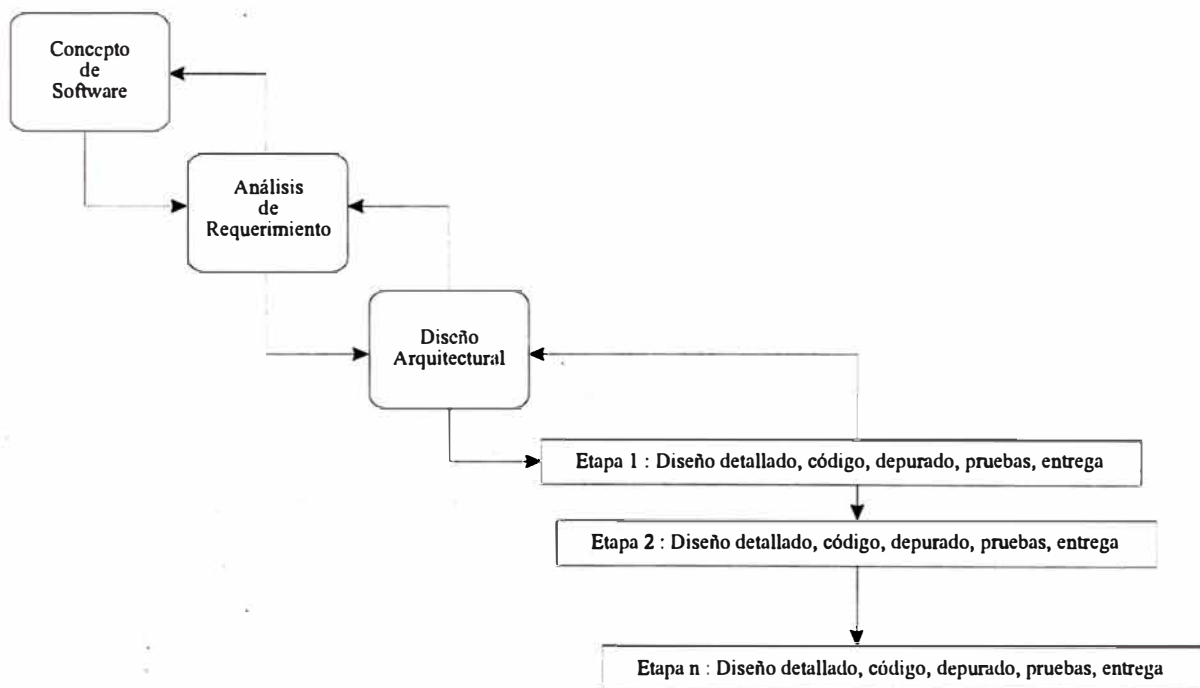 Concepto
de
Software
Análisis
de
Requerimiento
Diseño
Arquitectural
Etapa 1 : Diseño detallado, código, depurado, pruebas, entrega
Etapa 2 : Diseño detallado, código, depurado, pruebas, entrega
Etapa n : Diseño detallado, código, depurado, pruebas, entrega